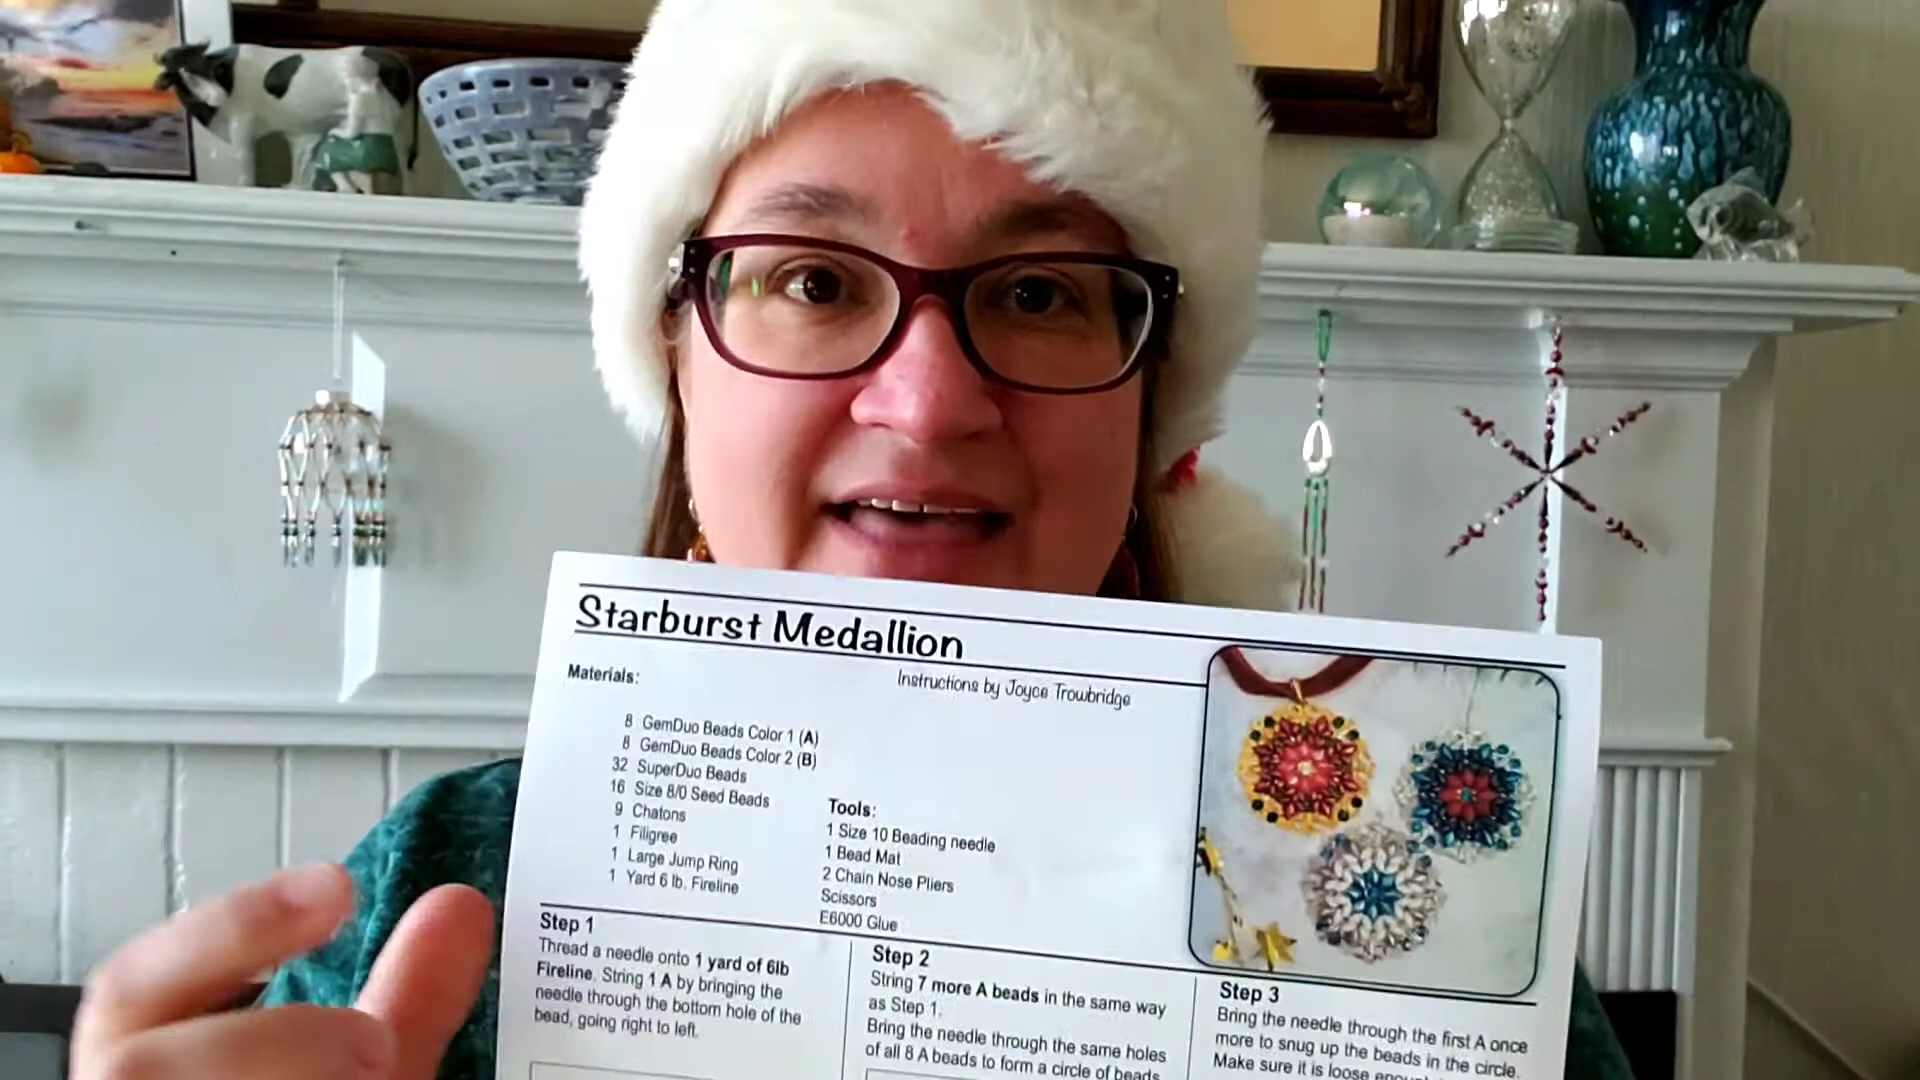 Starburst Medallion
Instructions by Joyce Trowbridge
Materials:
8 GemDuo Beads Color 1 (A)
8 GemDuo Beads Color 2 (B)
32 SuperDuo Beads
16 Size 8/0 Seed Beads
9 Chatons
1 Filigree
1 Large Jump Ring
1 Yard 6 lb. Fireline
Tools:
1 Size 10 Beading needle
1 Bead Mat
2 Chain Nose Pliers
Scissors
E6000 Glue
Step 1
Thread a needle onto 1 yard of 6lb
Fireline. String 1 A by bringing the
needle through the bottom hole of the
bead, going right to left.
Step 2
String 7 more A beads in the same way
as Step 1.
Bring the needle through the same holes
of all 8 A beads to form a circle of beads
Step 3
Bring the needle through the first A once
more to snug up the beads in the circle.
Make sure it is loose